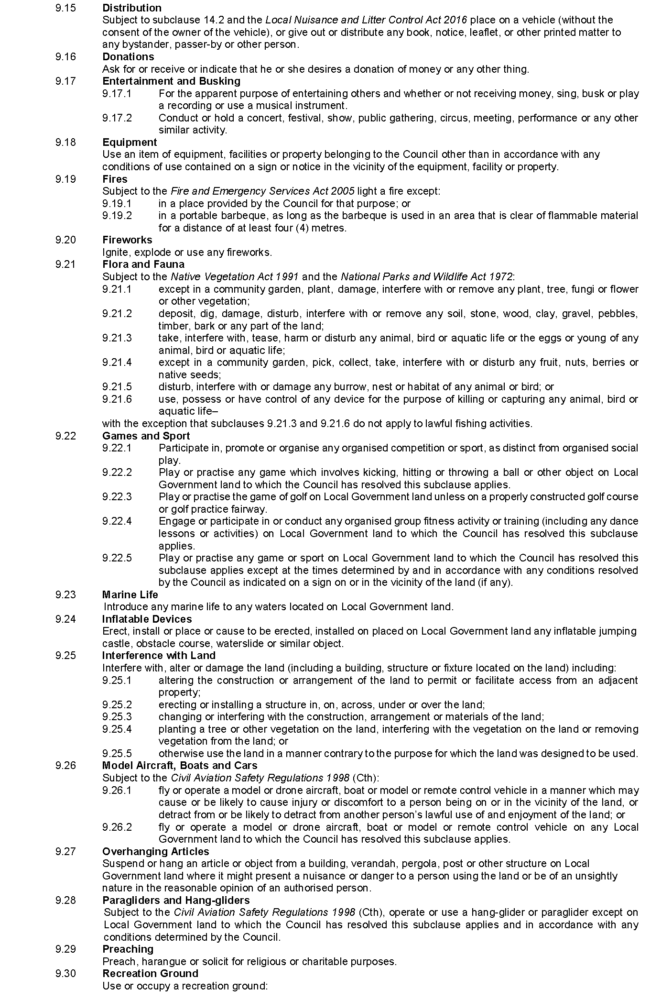 9.15 Distribution
Subject to subclause 14.2 and the Local Nuisance and Litter Control Act 2016 place on a vehicle (without the
consent of the owner of the vehicle), or give out or distribute any book, notice, leaflet, or other printed matter to
any bystander, passer-by or other person.
9.16 Donations
Ask for or receive or indicate that he or she desires a donation of money or any other thing.
9.17 Entertainment and Busking
9.17.1 For the apparent purpose of entertaining others and whether or not receiving money, sing, busk or play
a recording or use a musical instrument.
9.17.2 Conduct or hold a concert, festival, show, public gathering, circus, meeting, performance or any other
similar activity.
9.18 Equipment
Use an item of equipment, facilities or property belonging to the Council other than in accordance with any
conditions of use contained on a sign or notice in the vicinity of the equipment, facility or property.
9.19 Fires
Subject to the Fire and Emergency Services Act 2005 light a fire except:
9.19.1 in a place provided by the Council for that purpose; or
9.19.2 in a portable barbeque, as long as the barbeque is used in an area that is clear of flammable material
for a distance of at least four (4) metres.
9.20 Fireworks
Ignite, explode or use any fireworks.
9.21 Flora and Fauna
Subject to the Native Vegetation Act 1991 and the National Parks and Wildlife Act 1972:
9.21.1 except in a community garden, plant, damage, interfere with or remove any plant, tree, fungi or flower
or other vegetation;
9.21.2 deposit, dig, damage, disturb, interfere with or remove any soil, stone, wood, clay, gravel, pebbles,
timber, bark or any part of the land;
9.21.3 take, interfere with, tease, harm or disturb any animal, bird or aquatic life or the eggs or young of any
animal, bird or aquatic life;
9.21.4 except in a community garden, pick, collect, take, interfere with or disturb any fruit, nuts, berries or
native seeds;
9.21.5 disturb, interfere with or damage any burrow, nest or habitat of any animal or bird; or
9.21.6 use, possess or have control of any device for the purpose of killing or capturing any animal, bird or
aquatic life–
with the exception that subclauses 9.21.3 and 9.21.6 do not apply to lawful fishing activities.
9.22 Games and Sport
9.22.1 Participate in, promote or organise any organised competition or sport, as distinct from organised social
play.
9.22.2 Play or practise any game which involves kicking, hitting or throwing a ball or other object on Local
Government land to which the Council has resolved this subclause applies.
9.22.3 Play or practise the game of golf on Local Government land unless on a properly constructed golf course
or golf practice fairway.
9.22.4 Engage or participate in or conduct any organised group fitness activity or training (including any dance
lessons or activities) on Local Government land to which the Council has resolved this subclause
applies.
9.22.5 Play or practise any game or sport on Local Government land to which the Council has resolved this
subclause applies except at the times determined by and in accordance with any conditions resolved
by the Council as indicated on a sign on or in the vicinity of the land (if any).
9.23 Marine Life
Introduce any marine life to any waters located on Local Government land.
9.24 Inflatable Devices
Erect, install or place or cause to be erected, installed on placed on Local Government land any inflatable jumping
castle, obstacle course, waterslide or similar object.
9.25 Interference with Land
Interfere with, alter or damage the land (including a building, structure or fixture located on the land) including:
9.25.1 altering the construction or arrangement of the land to permit or facilitate access from an adjacent
property;
9.25.2 erecting or installing a structure in, on, across, under or over the land;
9.25.3 changing or interfering with the construction, arrangement or materials of the land;
9.25.4 planting a tree or other vegetation on the land, interfering with the vegetation on the land or removing
vegetation from the land; or
9.25.5 otherwise use the land in a manner contrary to the purpose for which the land was designed to be used.
9.26 Model Aircraft, Boats and Cars
Subject to the Civil Aviation Safety Regulations 1998 (Cth):
9.26.1 fly or operate a model or drone aircraft, boat or model or remote control vehicle in a manner which may
cause or be likely to cause injury or discomfort to a person being on or in the vicinity of the land, or
detract from or be likely to detract from another person’s lawful use of and enjoyment of the land; or
9.26.2 fly or operate a model or drone aircraft, boat or model or remote control vehicle on any Local
Government land to which the Council has resolved this subclause applies.
9.27 Overhanging Articles
Suspend or hang an article or object from a building, verandah, pergola, post or other structure on Local
Government land where it might present a nuisance or danger to a person using the land or be of an unsightly
nature in the reasonable opinion of an authorised person.
9.28 Paragliders and Hang-gliders
Subject to the Civil Aviation Safety Regulations 1998 (Cth), operate or use a hang-glider or paraglider except on
Local Government land to which the Council has resolved this subclause applies and in accordance with any
conditions determined by the Council.
9.29 Preaching
Preach, harangue or solicit for religious or charitable purposes.
9.30 Recreation Ground
Use or occupy a recreation ground: